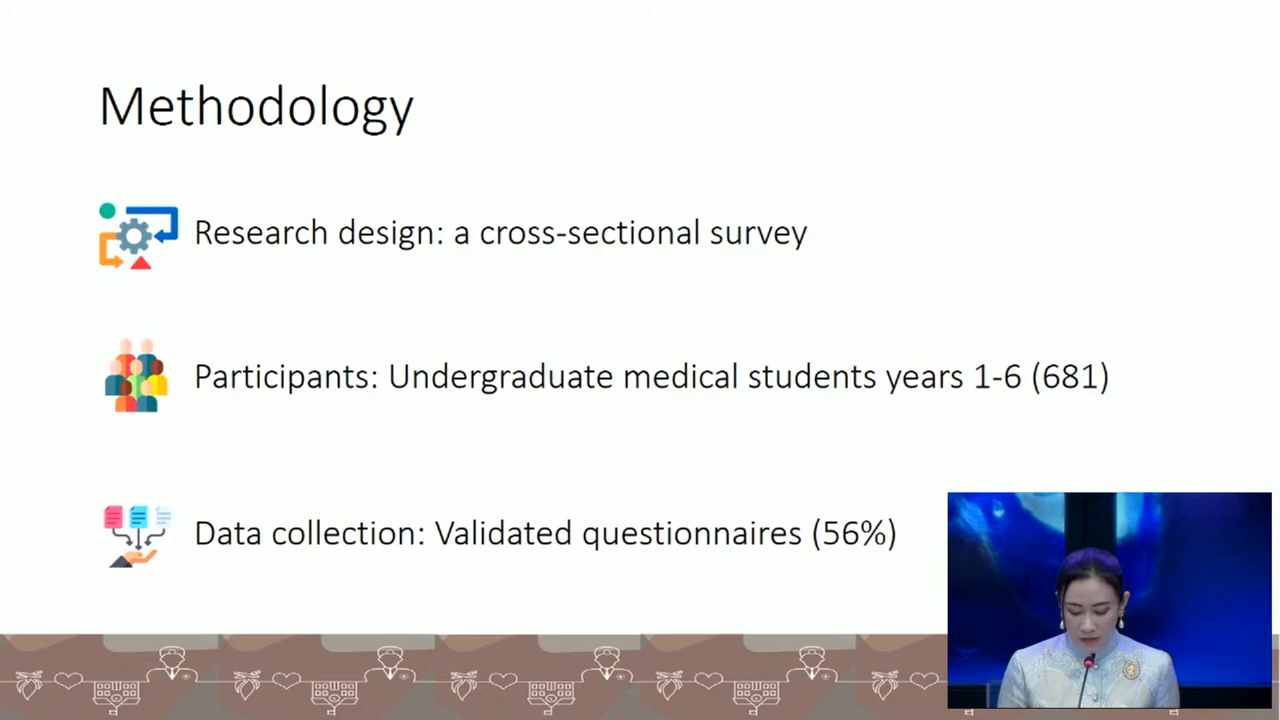 Methodology
Research design: a cross-sectional survey
Participants: Undergraduate medical students years 1-6 (681)
Data collection: Validated questionnaires (56%)